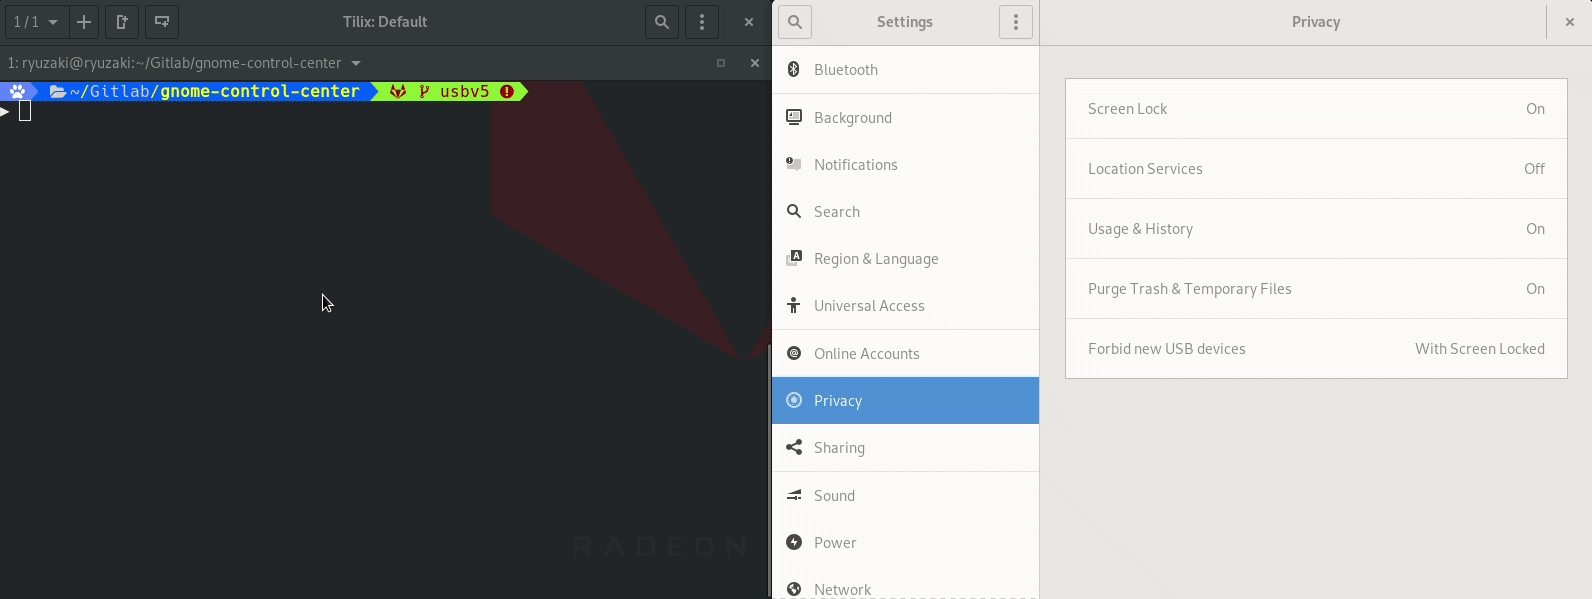 1 / 1
Tilix: Default
1: ryuzaki@ryuzaki:~/Gitlab/gnome-control-center
~/Gitlab/gnome-control-center
usbv5
RADEON
Settings
Bluetooth
Background
Notifications
Search
Region & Language
Universal Access
Online Accounts
Privacy
Sharing
Sound
Power
Network
Privacy
Screen Lock On
Location Services Off
Usage & History On
Purge Trash & Temporary Files On
Forbid new USB devices With Screen Locked